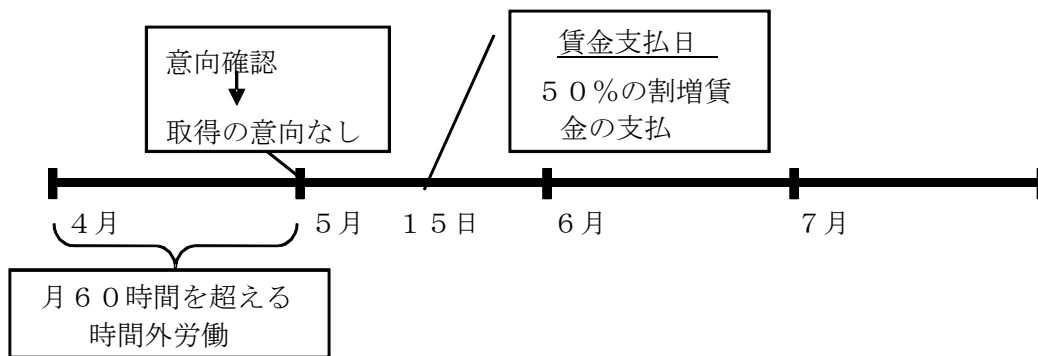 意向確認
取得の意向なし
賃金支払日
５０％の割増賃
金の支払
４月
５月
１５日
６月
７月
月６０時間を超える
時間外労働